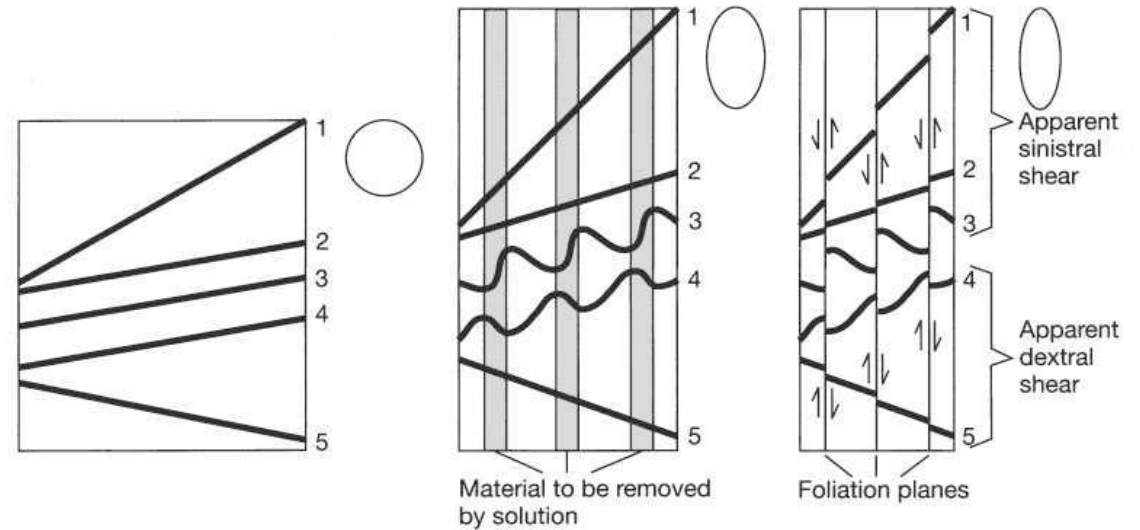 1
2
3
4
5
1
2
3
4
5
Material to be removed
by solution
1
2
3
4
5
Apparent
sinistral
shear
Apparent
dextral
shear
Foliation planes